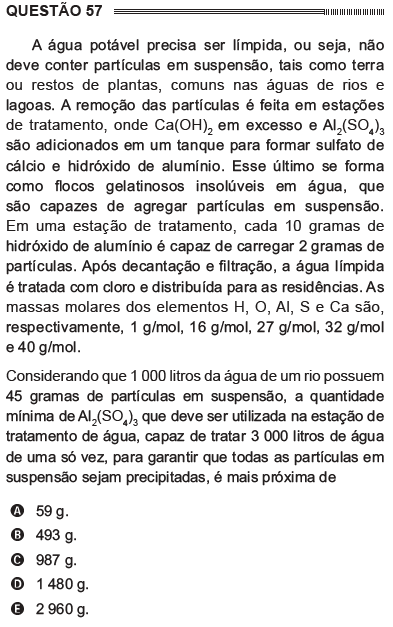 QUESTÃO 57
A água potável precisa ser límpida, ou seja, não
deve conter partículas em suspensão, tais como terra
ou restos de plantas, comuns nas águas de rios e
lagoas. A remoção das partículas é feita em estações
de tratamento, onde Ca(OH)₂ em excesso e Al₂(SO₄)₃
são adicionados em um tanque para formar sulfato de
cálcio e hidróxido de alumínio. Esse último se forma
como flocos gelatinosos insolúveis em água, que
são capazes de agregar partículas em suspensão.
Em uma estação de tratamento, cada 10 gramas de
hidróxido de alumínio é capaz de carregar 2 gramas de
partículas. Após decantação e filtração, a água límpida
é tratada com cloro e distribuída para as residências. As
massas molares dos elementos H, O, Al, S e Ca são,
respectivamente, 1 g/mol, 16 g/mol, 27 g/mol, 32 g/mol
e 40 g/mol.
Considerando que 1 000 litros da água de um rio possuem
45 gramas de partículas em suspensão, a quantidade
mínima de Al₂(SO₄)₃ que deve ser utilizada na estação de
tratamento de água, capaz de tratar 3 000 litros de água
de uma só vez, para garantir que todas as partículas em
suspensão sejam precipitadas, é mais próxima de
A 59 g.
B 493 g.
C 987 g.
D 1 480 g.
E 2 960 g.